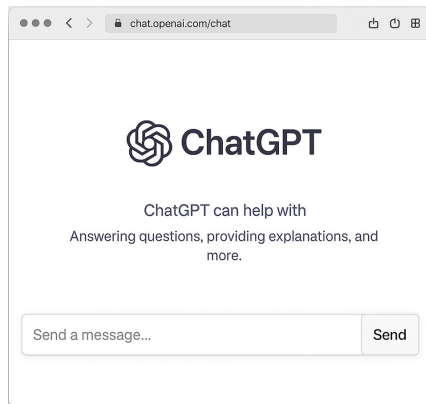 chat.openai.com/chat
ChatGPT
ChatGPT can help with
Answering questions, providing explanations, and
more.
Send a message...
Send